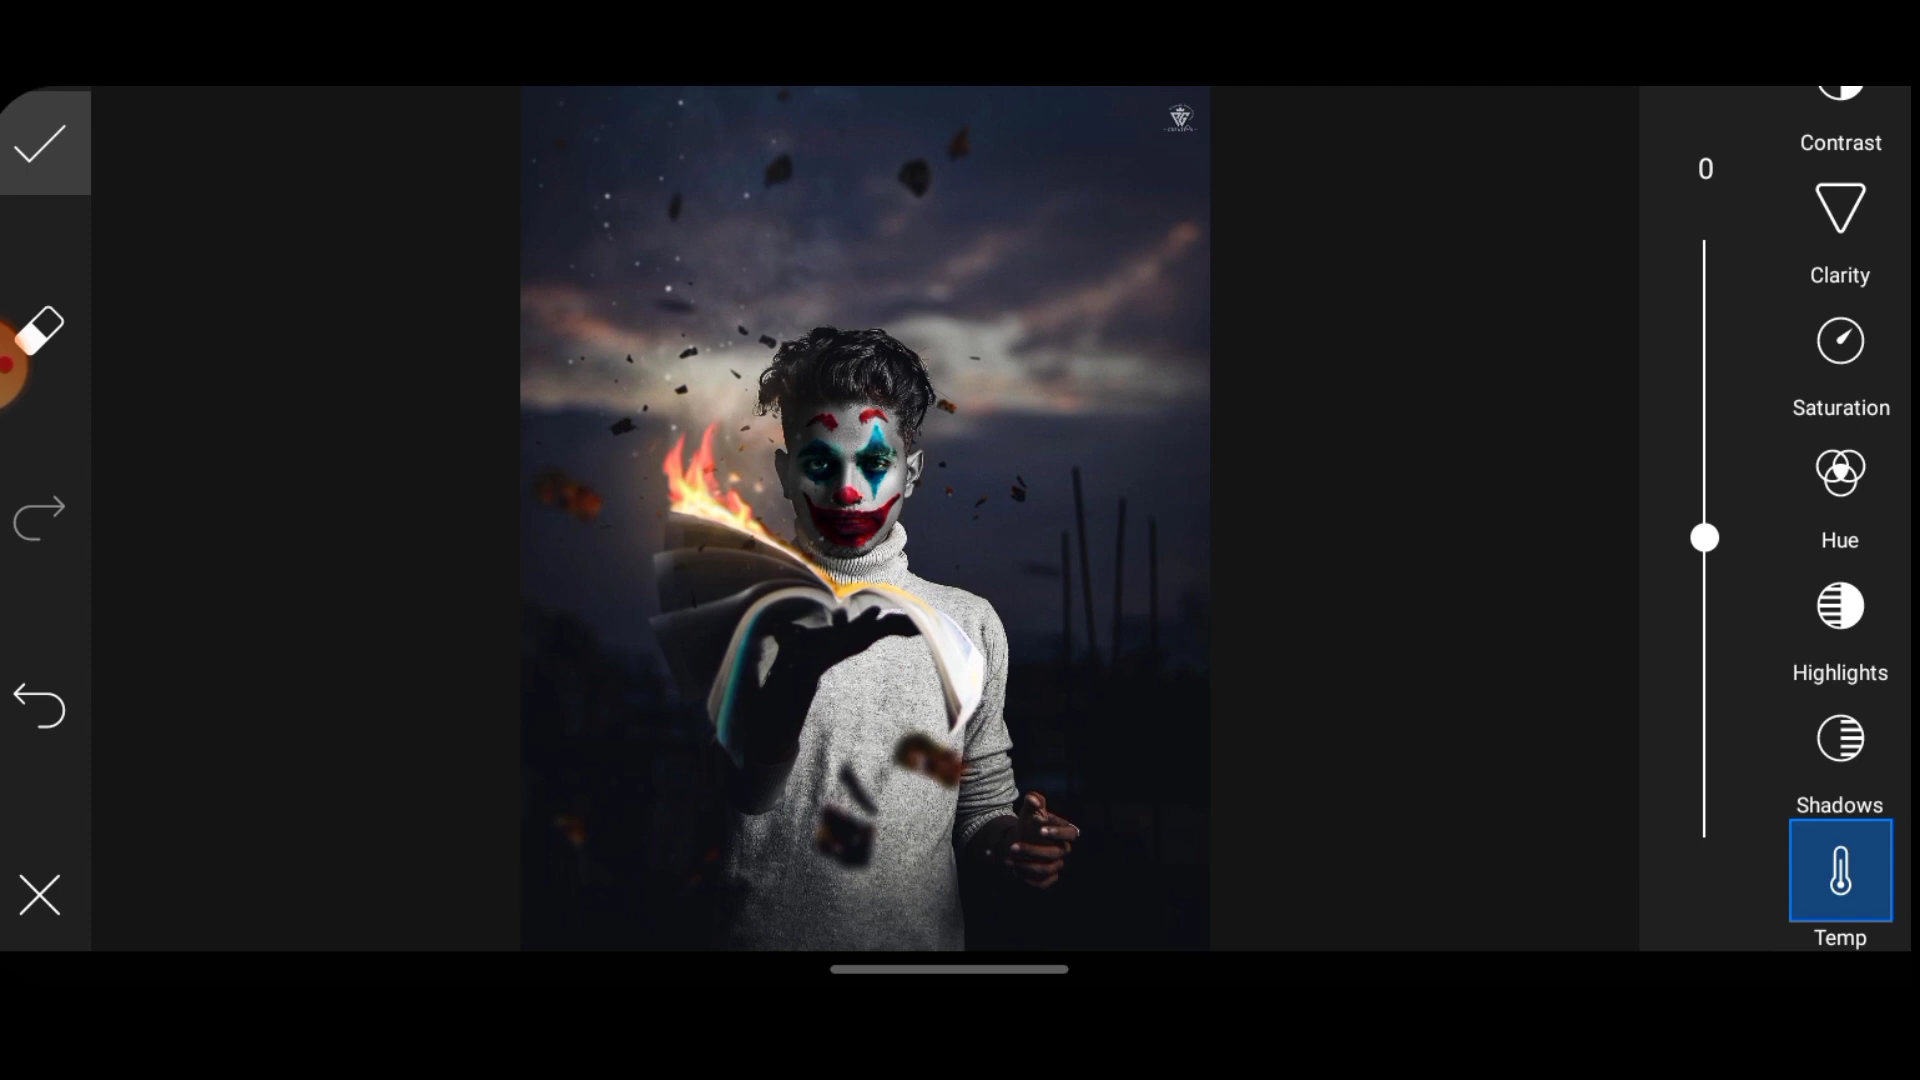 0
Contrast
Clarity
Saturation
Hue
Highlights
Shadows
Temp